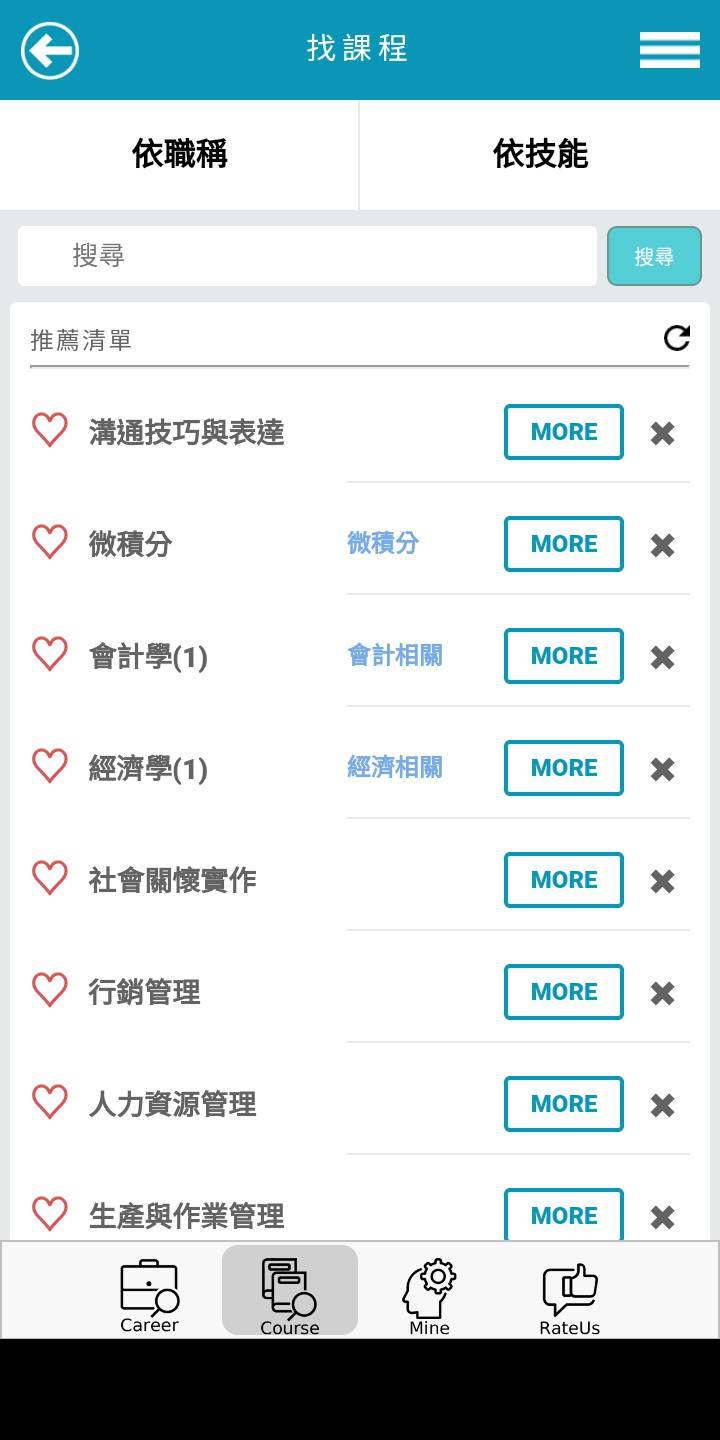 找課程
依職稱 依技能
搜尋 搜尋
推薦清單
溝通技巧與表達 MORE
微積分 微積分 MORE
會計學(1) 會計相關 MORE
經濟學(1) 經濟相關 MORE
社會關懷實作 MORE
行銷管理 MORE
人力資源管理 MORE
生產與作業管理 MORE
Career Course Mine RateUs